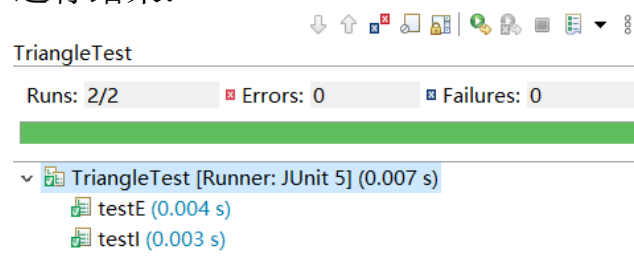 TriangleTest
Runs: 2/2 Errors: 0 Failures: 0
TriangleTest [Runner: JUnit 5] (0.007 s)
testE (0.004 s)
testI (0.003 s)